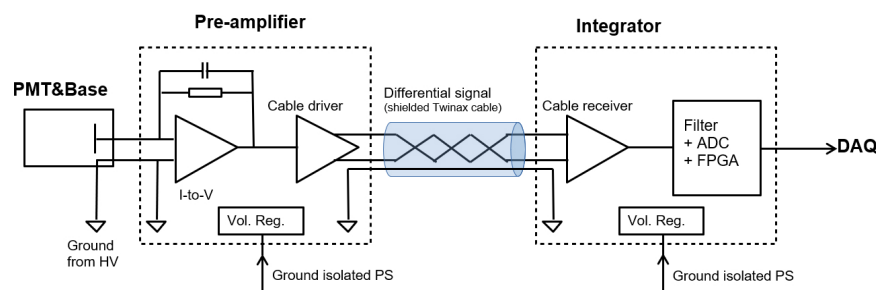 Pre-amplifier
Integrator
PMT&Base
Cable driver
Differential signal
(shielded Twinax cable)
Cable receiver
Filter
+ ADC
+ FPGA
DAQ
I-to-V
Vol. Reg.
Vol. Reg.
Ground
from HV
Ground isolated PS
Ground isolated PS